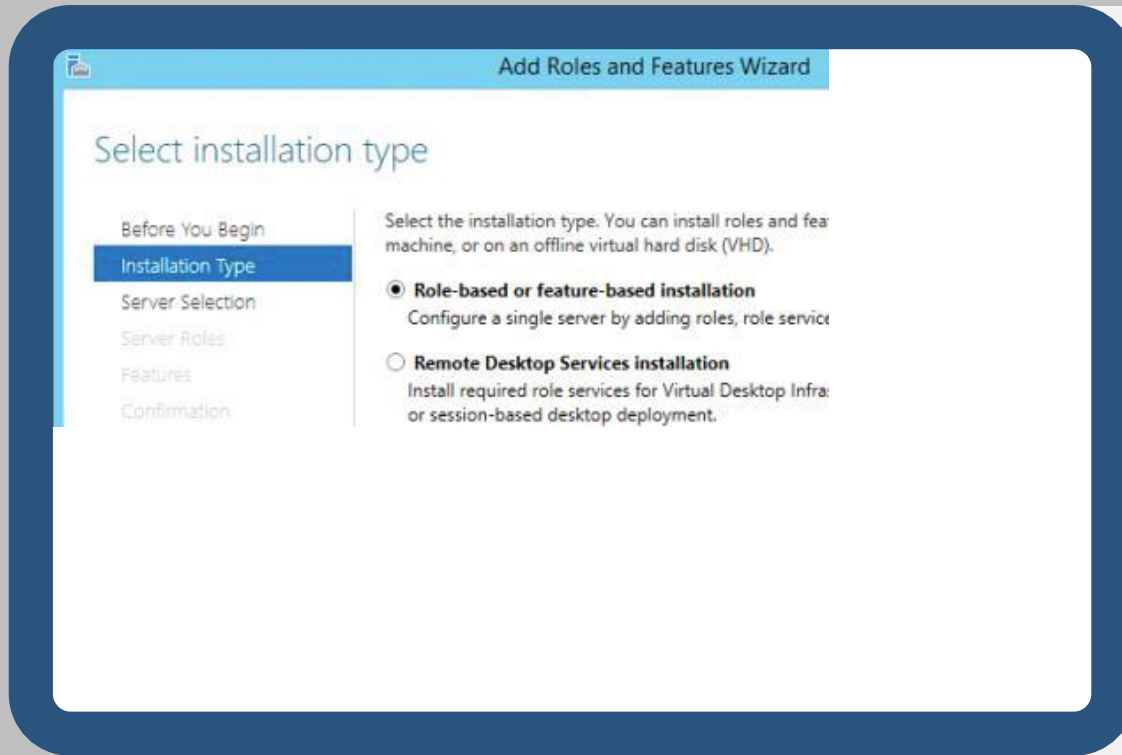 Add Roles and Features Wizard
Select installation type
Before You Begin
Installation Type
Server Selection
Server Roles
Features
Confirmation
Select the installation type. You can install roles and fea
machine, or on an offline virtual hard disk (VHD).
Role-based or feature-based installation
Configure a single server by adding roles, role service
Remote Desktop Services installation
Install required role services for Virtual Desktop Infra
or session-based desktop deployment.